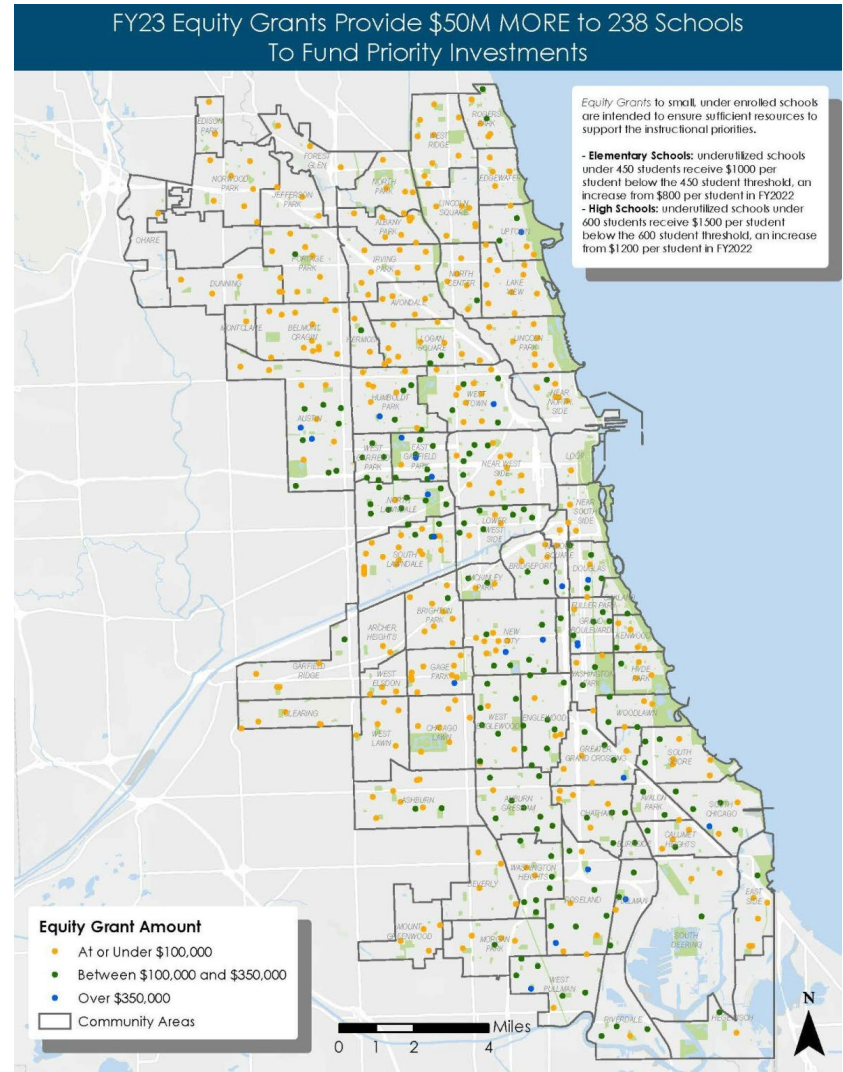 FY23 Equity Grants Provide $50M MORE to 238 Schools
To Fund Priority Investments
Equity Grants to small, under enrolled schools
are intended to ensure sufficient resources to
support the instructional priorities.
- Elementary Schools: underutilized schools
under 450 students receive $1000 per
student below the 450 student threshold, an
increase from $800 per student in FY2022
- High Schools: underutilized schools under
600 students receive $1500 per student
below the 600 student threshold, an increase
from $1200 per student in FY2022
EDISON
PARK
ROGERS
PARK
WEST
RIDGE
FOREST
GLEN
NORWOOD
PARK
JEFFERSON
PARK
NORTH
PARK
EDGEWATER
LINCOLN
SQUARE
ALBANY
PARK
UPTOWN
OHARE
PORTAGE
PARK
IRVING
PARK
NORTH
CENTER
LAKE
VIEW
DUNNING
AVONDALE
MONTCLARE
BELMONT
CRAGIN
HERMOSA
LOGAN
SQUARE
LINCOLN
PARK
HUMBOLDT
PARK
WEST
TOWN
NEAR
NORTH
SIDE
AUSTIN
WEST
GARFIELD
PARK
EAST
GARFIELD
PARK
NEAR WEST
SIDE
LOOP
NORTH
LAWNDALE
NEAR
SOUTH
SIDE
LOWER
WEST
SIDE
SOUTH
LAWNDALE
SQUARE
BRIDGEPORT
DOUGLAS
MCKINLEY
PARK
OAKLAND
FULLER PARK
GRAND
BOULEVARD
BRIGHTON
PARK
ARCHER
HEIGHTS
NEW
CITY
KENWOOD
GARFIELD
RIDGE
WEST
ELSDON
GAGE
PARK
WASHINGTON
PARK
HYDE
PARK
CLEARING
WEST
LAWN
CHICAGO
LAWN
WEST
ENGLEWOOD
ENGLEWOOD
WOODLAWN
GREATER
GRAND CROSSING
SOUTH
SHORE
ASHBURN
AUBURN
GRESHAM
CHATHAM
AVALON
PARK
SOUTH
CHICAGO
BURNSIDE
CALUMET
HEIGHTS
WASHINGTON
HEIGHTS
BEVERLY
ROSELAND
PULLMAN
EAST
SIDE
MOUNT
GREENWOOD
MORGAN
PARK
SOUTH
DEERING
WEST
PULLMAN
RIVERDALE
HEGEWISCH
Equity Grant Amount
At or Under $100,000
Between $100,000 and $350,000
Over $350,000
Community Areas
Miles
0 1 2 4
N